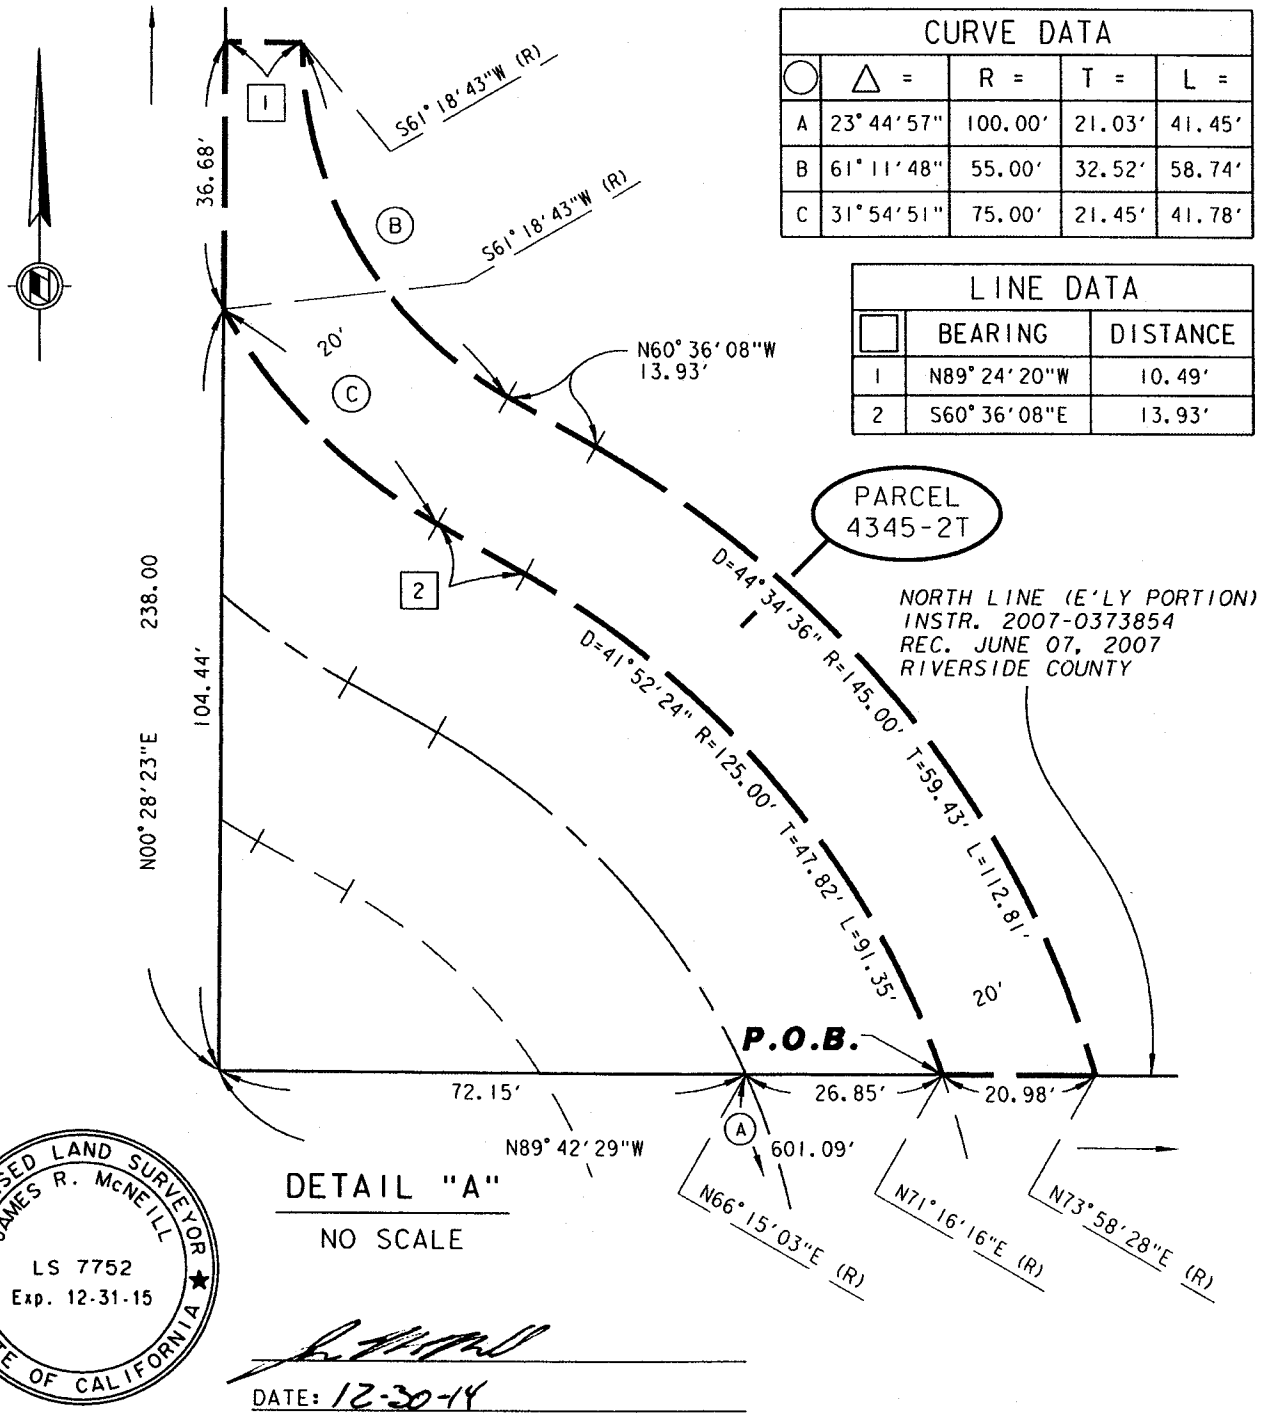 CURVE DATA
△ = R = T = L =
A 23°44'57" 100.00' 21.03' 41.45'
B 61°11'48" 55.00' 32.52' 58.74'
C 31°54'51" 75.00' 21.45' 41.78'
LINE DATA
BEARING DISTANCE
1 N89°24'20"W 10.49'
2 S60°36'08"E 13.93'
1
S61°18'43"W (R)
36.68'
B
S61°18'43"W (R)
20'
C
N60°36'08"W
13.93'
PARCEL
4345-2T
2
NORTH LINE (E'LY PORTION)
INSTR. 2007-0373854
REC. JUNE 07, 2007
RIVERSIDE COUNTY
D=44°34'36" R=145.00' T=59.43' L=112.81'
D=41°52'24" R=125.00' T=47.82' L=91.35'
N00°28'23"E 238.00
104.44'
20'
P.O.B.
72.15' 26.85' 20.98'
A
N89°42'29"W 601.09'
N66°15'03"E (R)
N71°16'16"E (R)
N73°58'28"E (R)
DETAIL "A"
NO SCALE
LAND SURVEYOR
JAMES R. McNEILL
LS 7752
Exp. 12-31-15
OF CALIFORNIA ★
DATE: 12-30-14